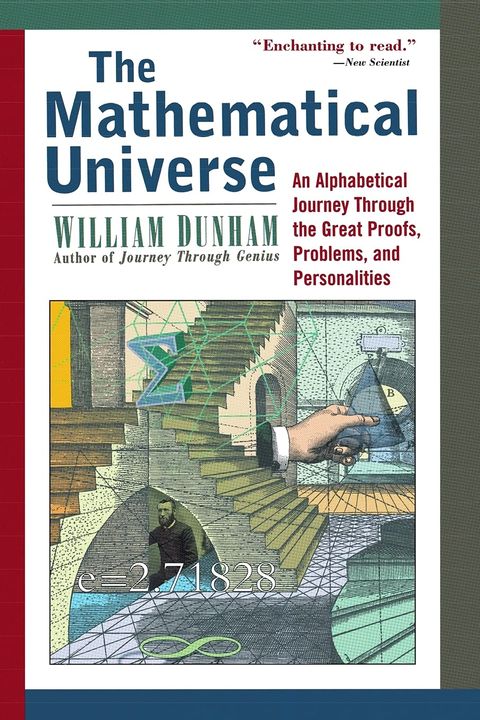 “Enchanting to read.”
—New Scientist
The
Mathematical
Universe
An Alphabetical
Journey Through
the Great Proofs,
Problems, and
Personalities
WILLIAM DUNHAM
Author of Journey Through Genius
Σ
B
e=2.71828
∞